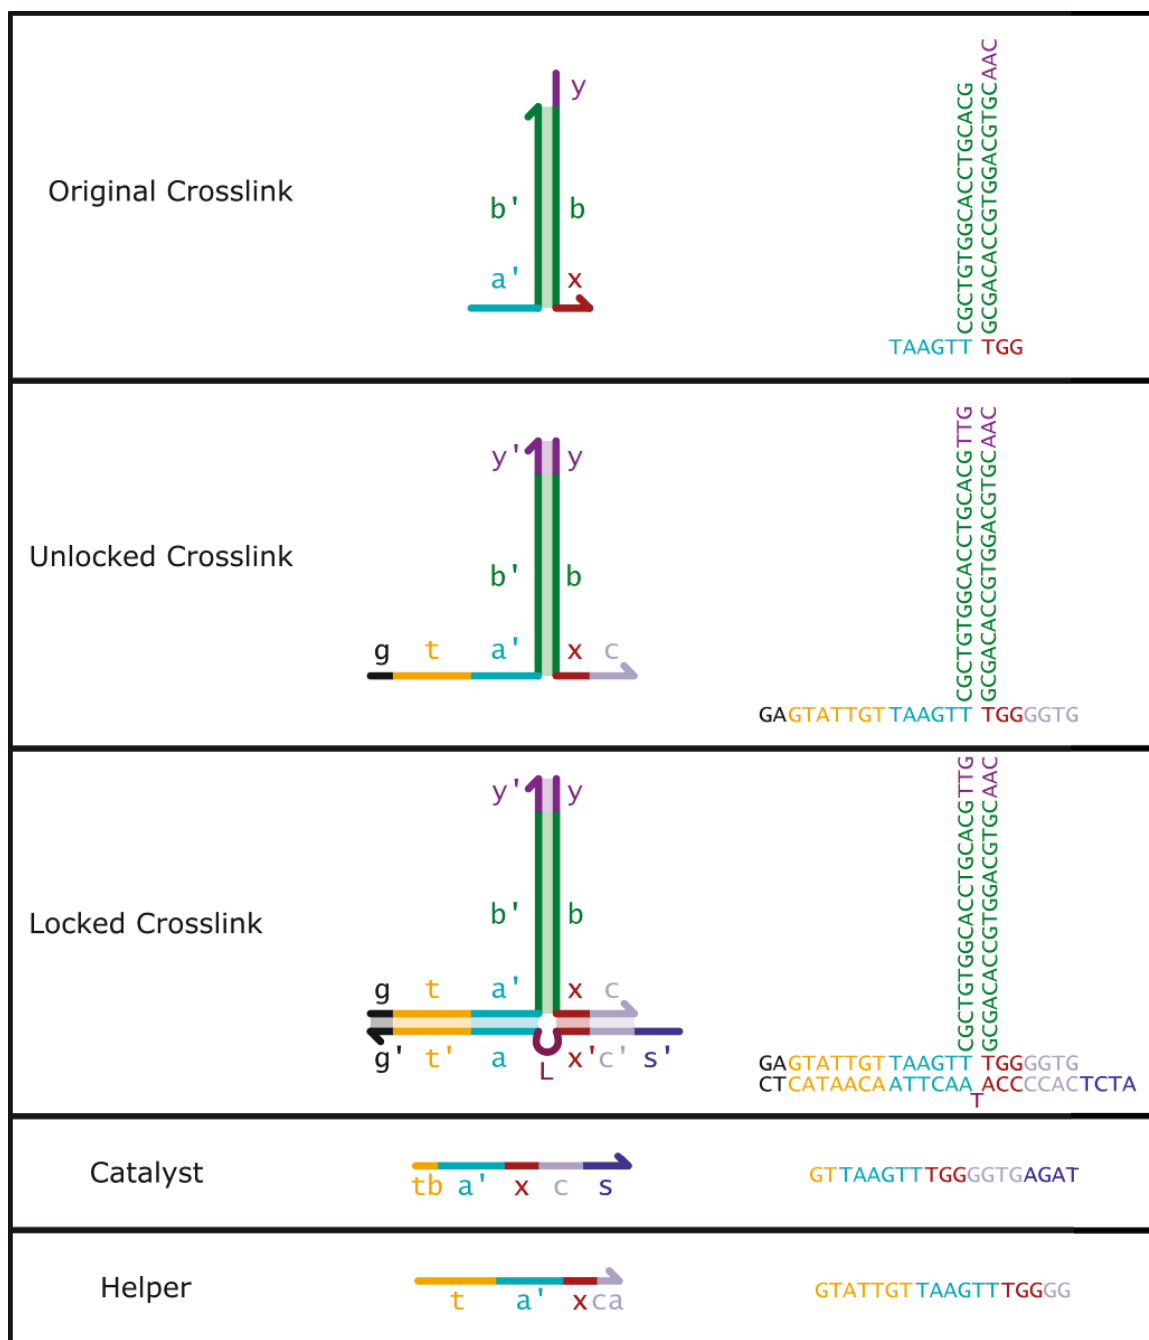 Original Crosslink
y
b'
b
a'
x
CGCTGTGGCACCTGCACG
GCGACACCGTGGACGTGCAAC
TAAGTT TGG
Unlocked Crosslink
y' y
b' b
g t a' x c
CGCTGTGGCACCTGCACGTTG
GCGACACCGTGGACGTGCAAC
GAGTATTGTTAAGTT TGGGGTG
Locked Crosslink
y' y
b' b
g t a' x c
g' t' a L x' c' s'
CGCTGTGGCACCTGCACGTTG
GCGACACCGTGGACGTGCAAC
GAGTATTGTTAAGTT TGGGGTG
CTCATAACAATTCAA T ACCCCACTCTA
Catalyst
tb a' x c s
GTTAAGTTTGGGGTGAGAT
Helper
t a' x ca
GTATTGTTAAGTTTGGGG